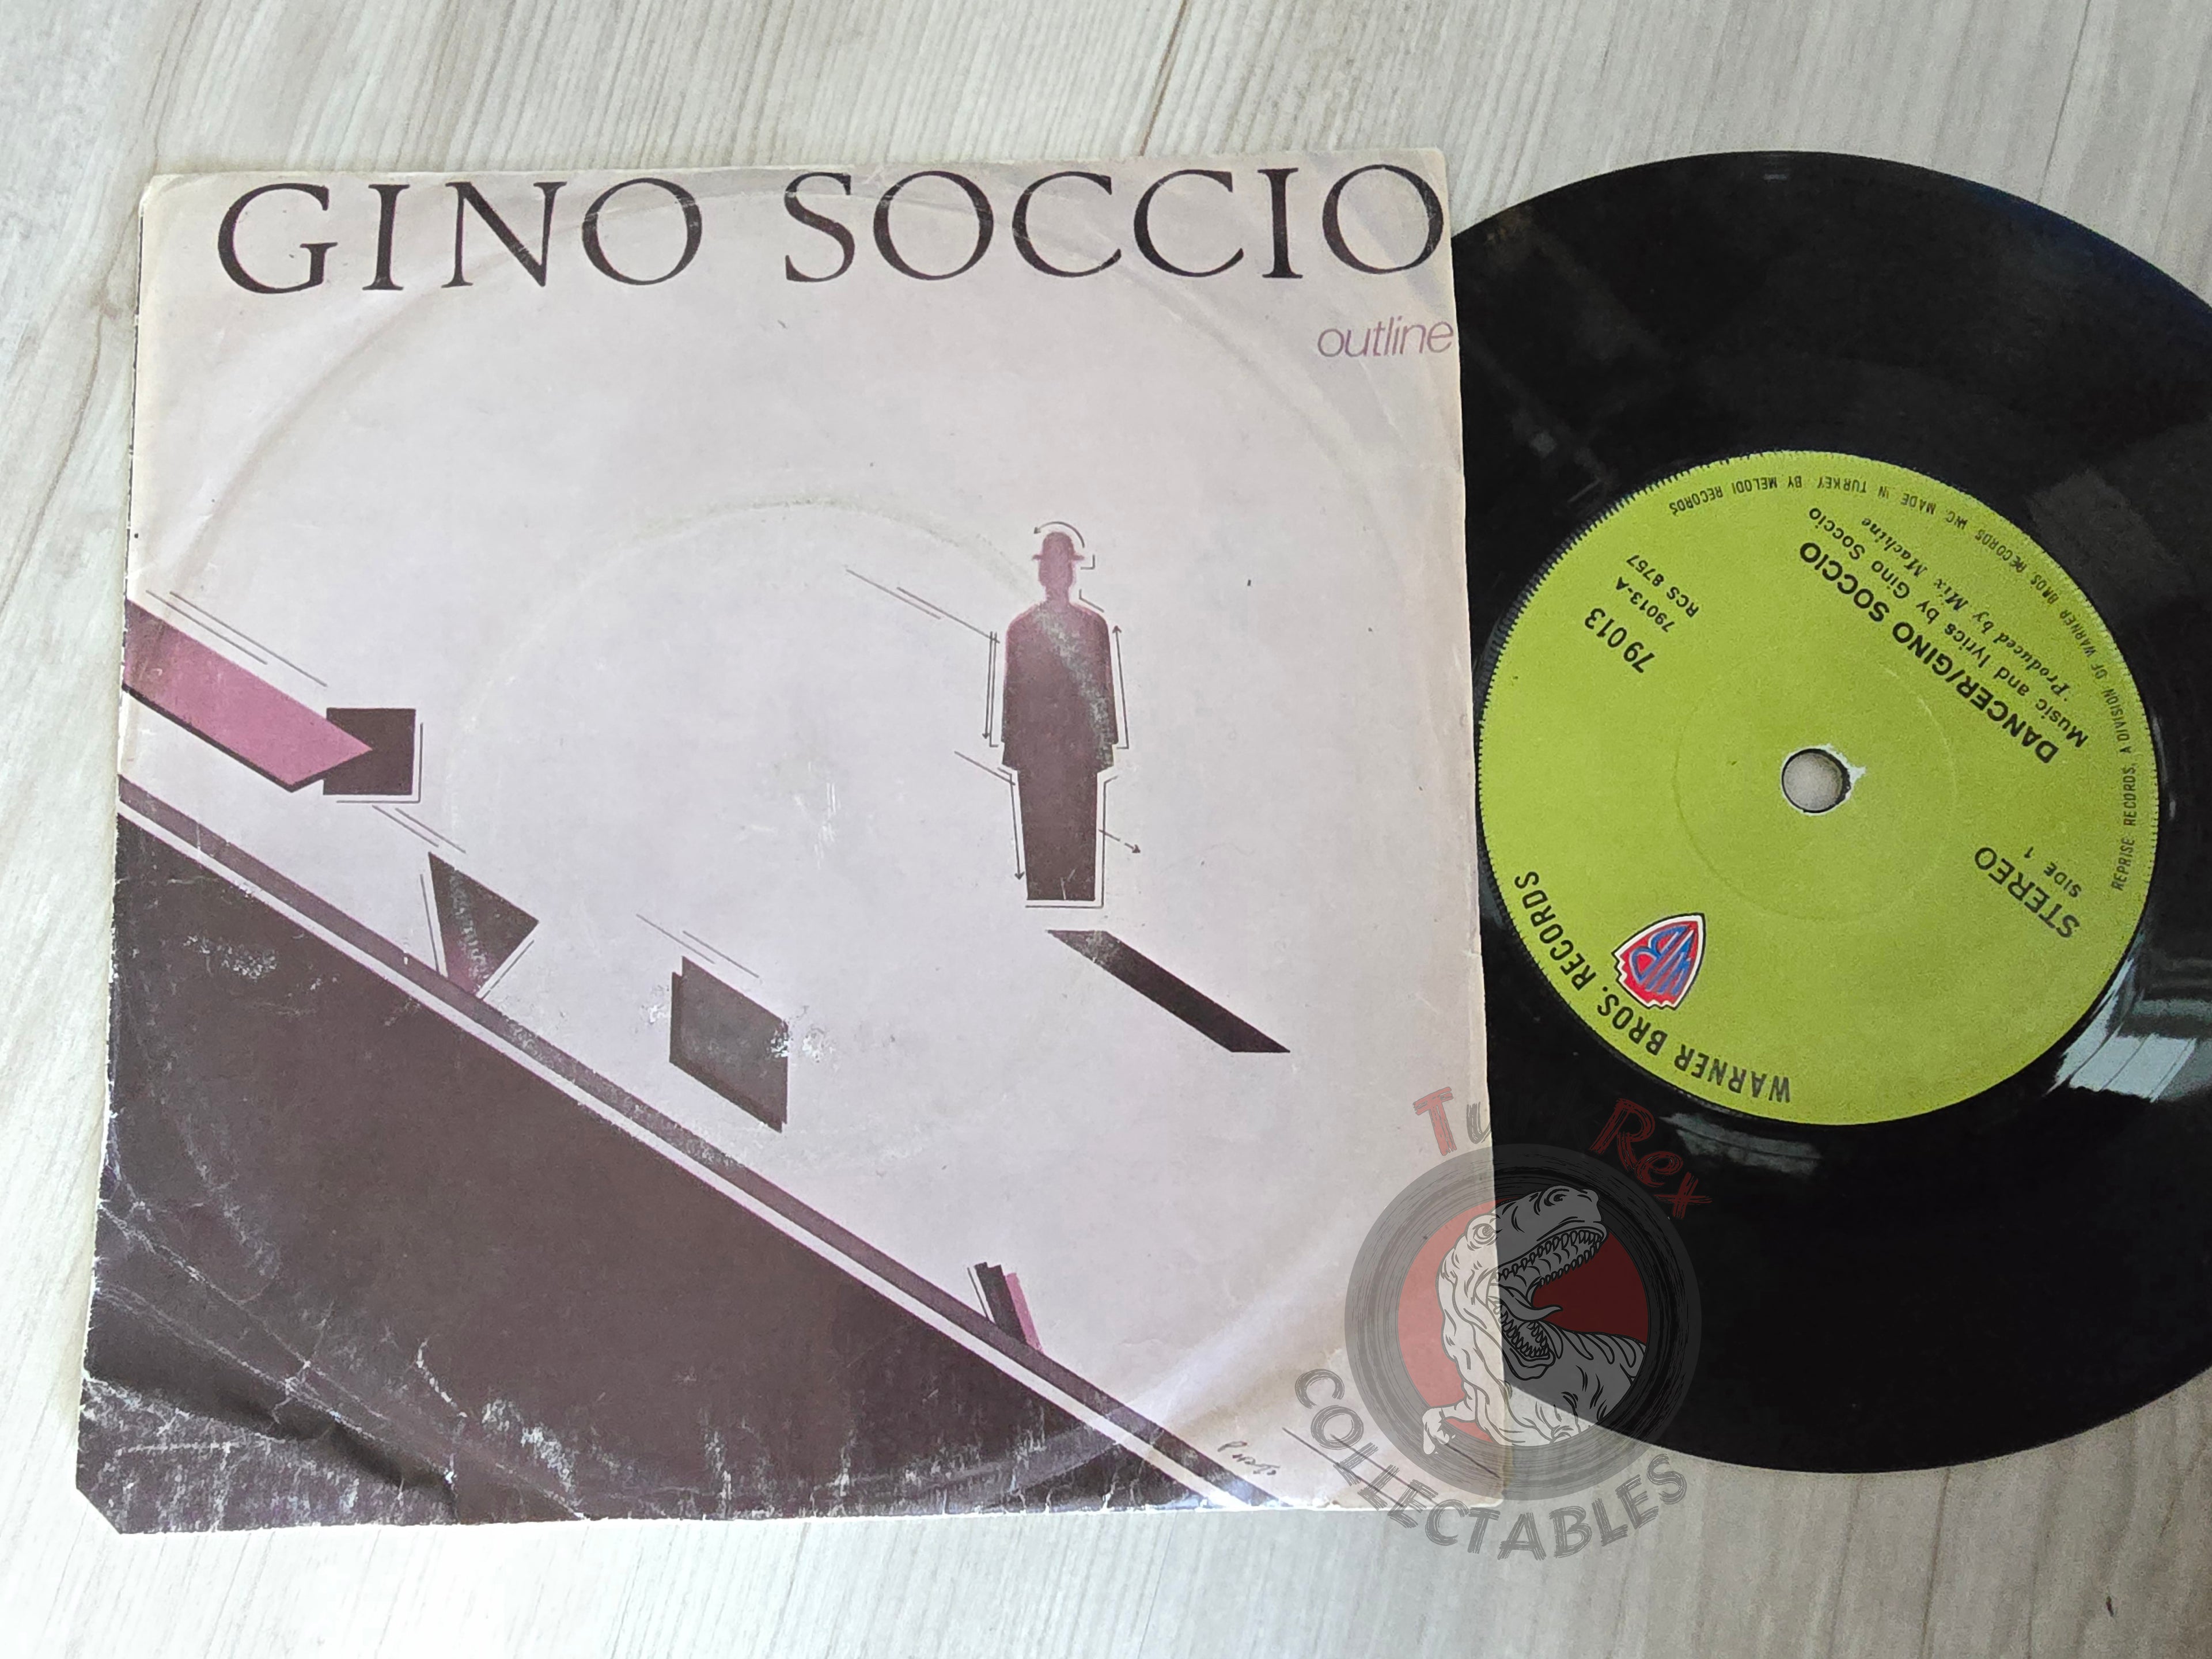 GINO SOCCIO
outline
WARNER BROS. RECORDS
WB
STEREO
SIDE 1
79013
79013-A
RCS 8757
DANCER/GINO SOCCIO
Music and lyrics by Gino Soccio
Produced by Mix Machine
REPRISE RECORDS, A DIVISION OF WARNER BROS. RECORDS INC. MADE IN TURKEY BY MELODI RECORDS
Rex
COLLECTABLES